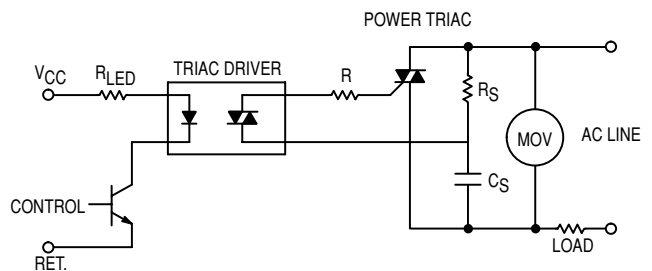 POWER TRIAC
VCC
RLED
TRIAC DRIVER
R
RS
MOV
AC LINE
CS
CONTROL
RET.
LOAD